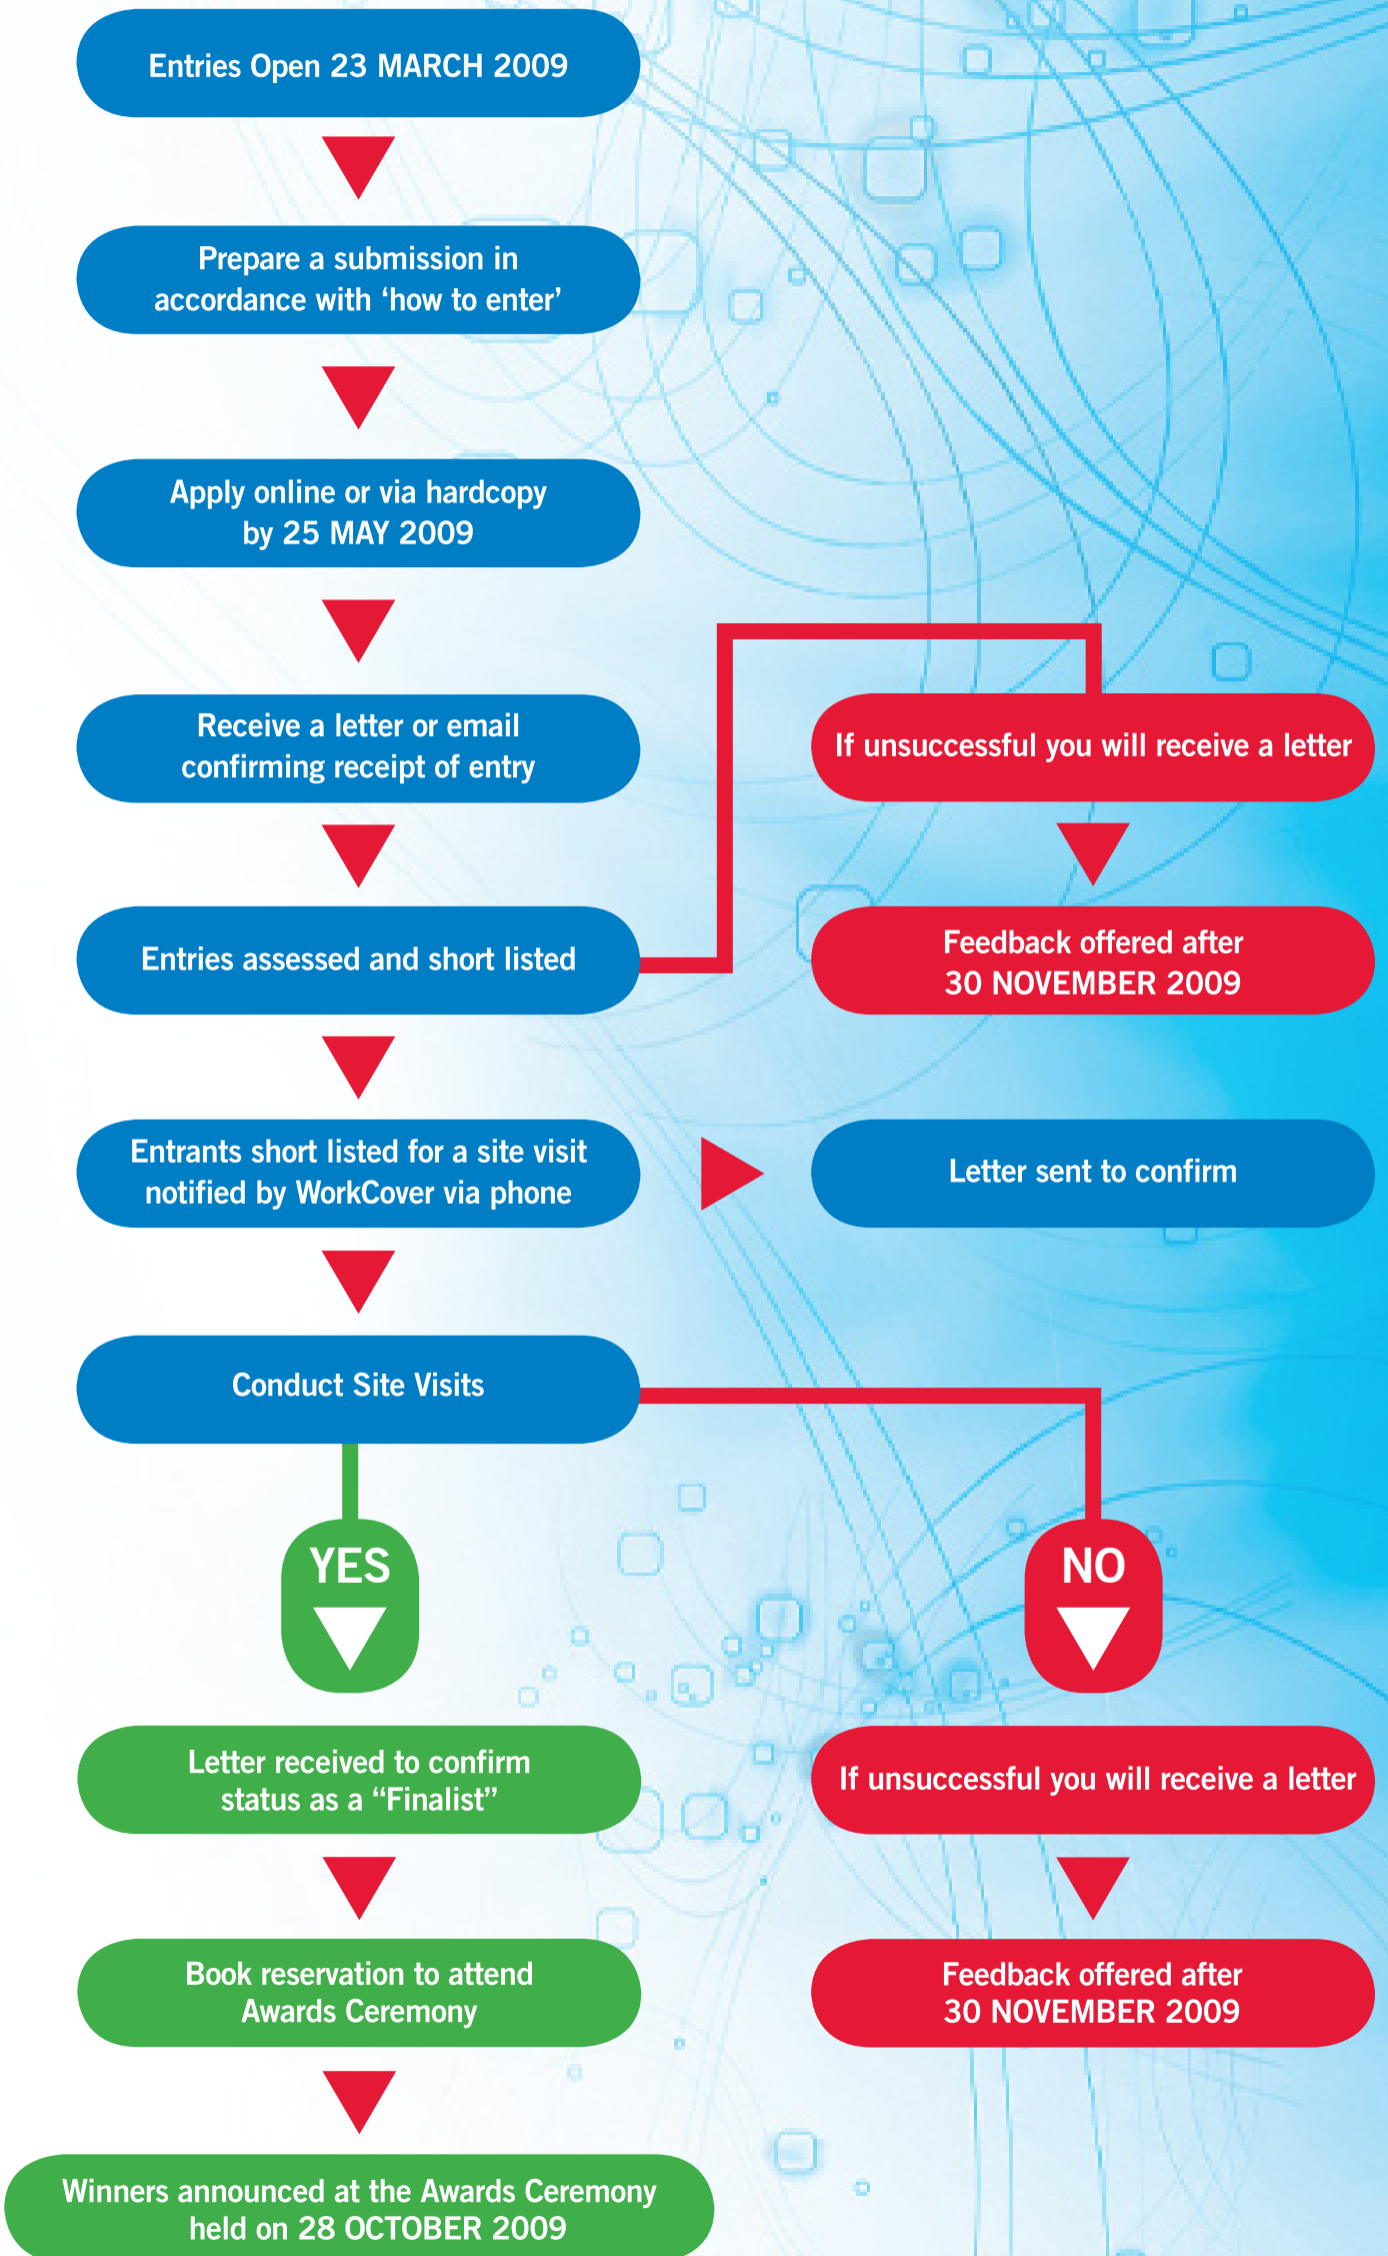 Entries Open 23 MARCH 2009
Prepare a submission in
accordance with ‘how to enter’
Apply online or via hardcopy
by 25 MAY 2009
Receive a letter or email
confirming receipt of entry
If unsuccessful you will receive a letter
Entries assessed and short listed
Feedback offered after
30 NOVEMBER 2009
Entrants short listed for a site visit
notified by WorkCover via phone
Letter sent to confirm
Conduct Site Visits
YES
NO
Letter received to confirm
status as a “Finalist”
If unsuccessful you will receive a letter
Book reservation to attend
Awards Ceremony
Feedback offered after
30 NOVEMBER 2009
Winners announced at the Awards Ceremony
held on 28 OCTOBER 2009